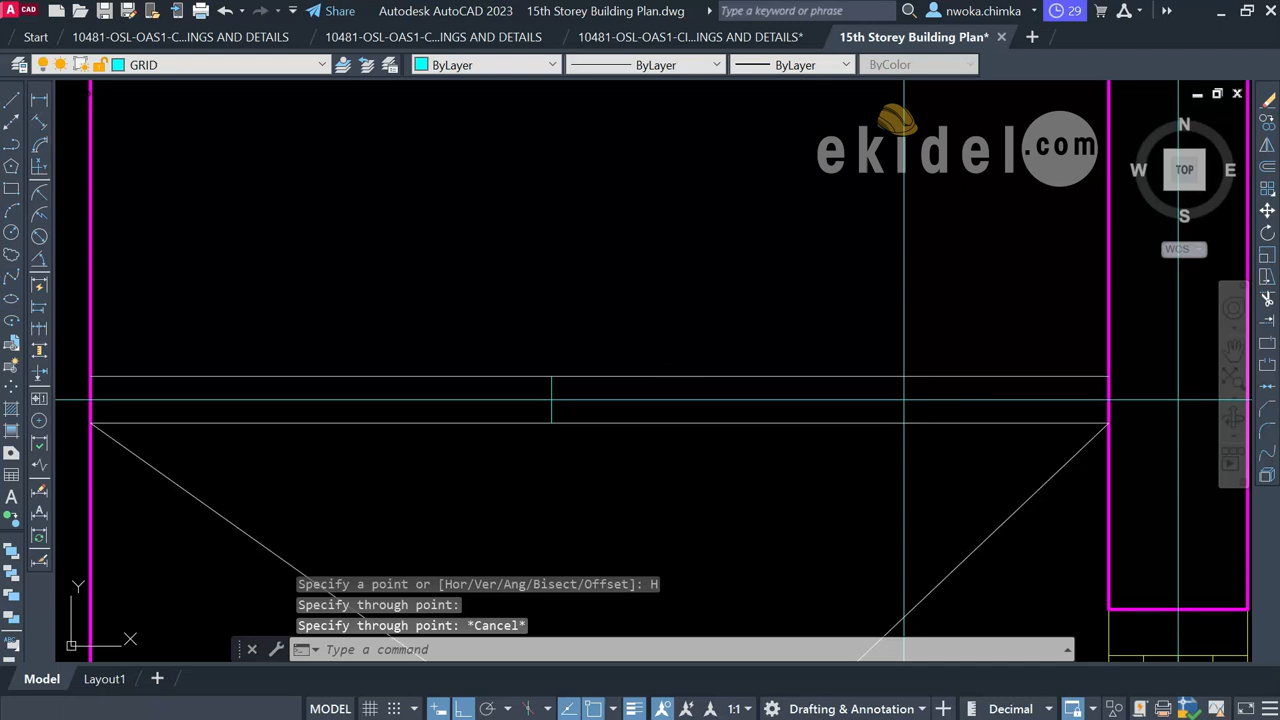 CAD
Share
Autodesk AutoCAD 2023
15th Storey Building Plan.dwg
Type a keyword or phrase
nwoka.chimka
29
Start
10481-OSL-OAS1-C...INGS AND DETAILS
10481-OSL-OAS1-C...INGS AND DETAILS
10481-OSL-OAS1-CI...INGS AND DETAILS*
15th Storey Building Plan*
GRID
ByLayer
ByLayer
ByLayer
ByColor
ekidel.com
N
W
TOP
E
S
WCS
Y
X
Specify a point or [Hor/Ver/Ang/Bisect/Offset]: H
Specify through point:
Specify through point: *Cancel*
Type a command
Model
Layout1
MODEL
1:1
Drafting & Annotation
Decimal